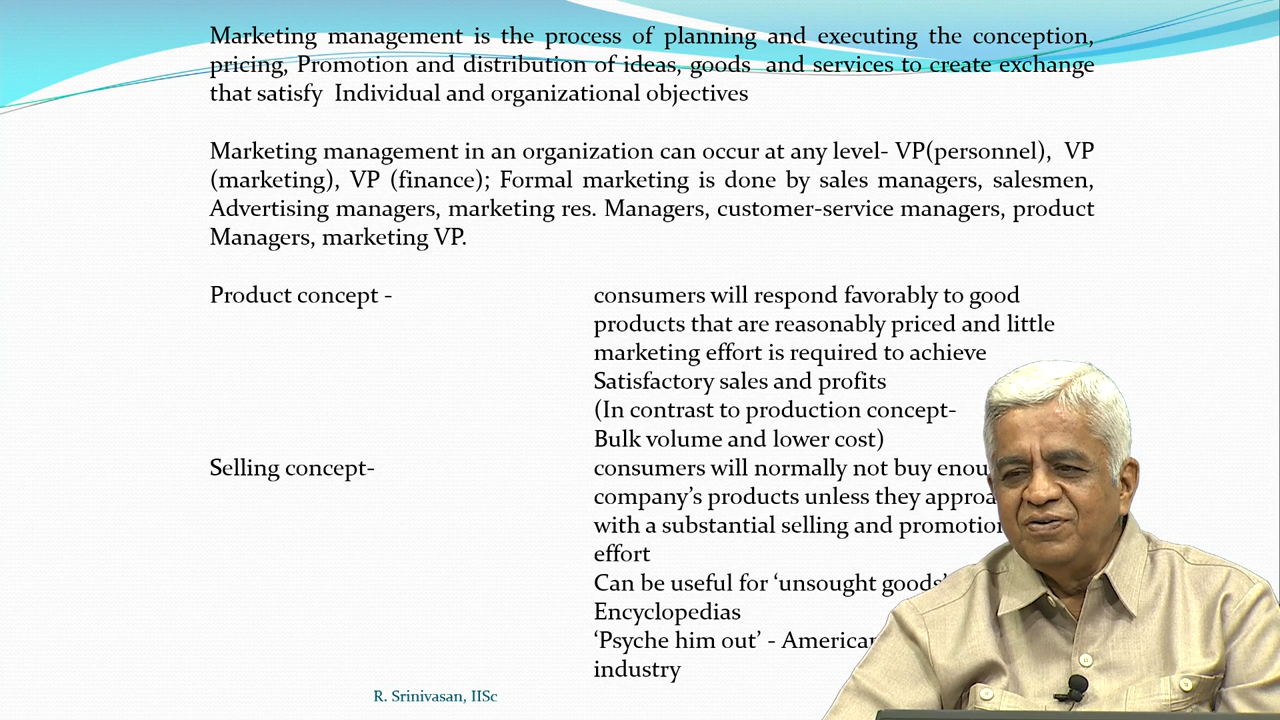 Marketing management is the process of planning and executing the conception,
pricing, Promotion and distribution of ideas, goods and services to create exchange
that satisfy Individual and organizational objectives
Marketing management in an organization can occur at any level- VP(personnel), VP
(marketing), VP (finance); Formal marketing is done by sales managers, salesmen,
Advertising managers, marketing res. Managers, customer-service managers, product
Managers, marketing VP.
Product concept - consumers will respond favorably to good
products that are reasonably priced and little
marketing effort is required to achieve
Satisfactory sales and profits
(In contrast to production concept-
Bulk volume and lower cost)
Selling concept- consumers will normally not buy
company's products unless they
with a substantial selling and
effort
Can be useful for 'unsought goods'
Encyclopedias
'Psyche him out' -
industry
R. Srinivasan, IISc